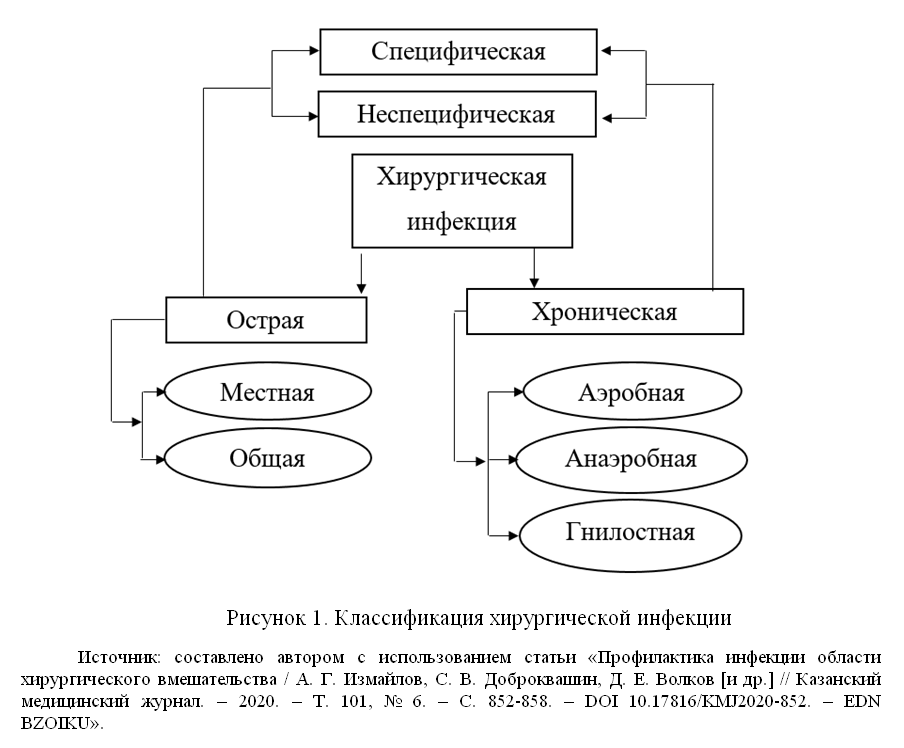 Специфическая
Неспецифическая
Хирургическая
инфекция
Острая
Хроническая
Местная
Общая
Аэробная
Анаэробная
Гнилостная
Рисунок 1. Классификация хирургической инфекции
Источник: составлено автором с использованием статьи «Профилактика инфекции области
хирургического вмешательства / А. Г. Измайлов, С. В. Доброквашин, Д. Е. Волков [и др.] // Казанский
медицинский журнал. – 2020. – Т. 101, № 6. – С. 852-858. – DOI 10.17816/KMJ2020-852. – EDN
BZOIKU».